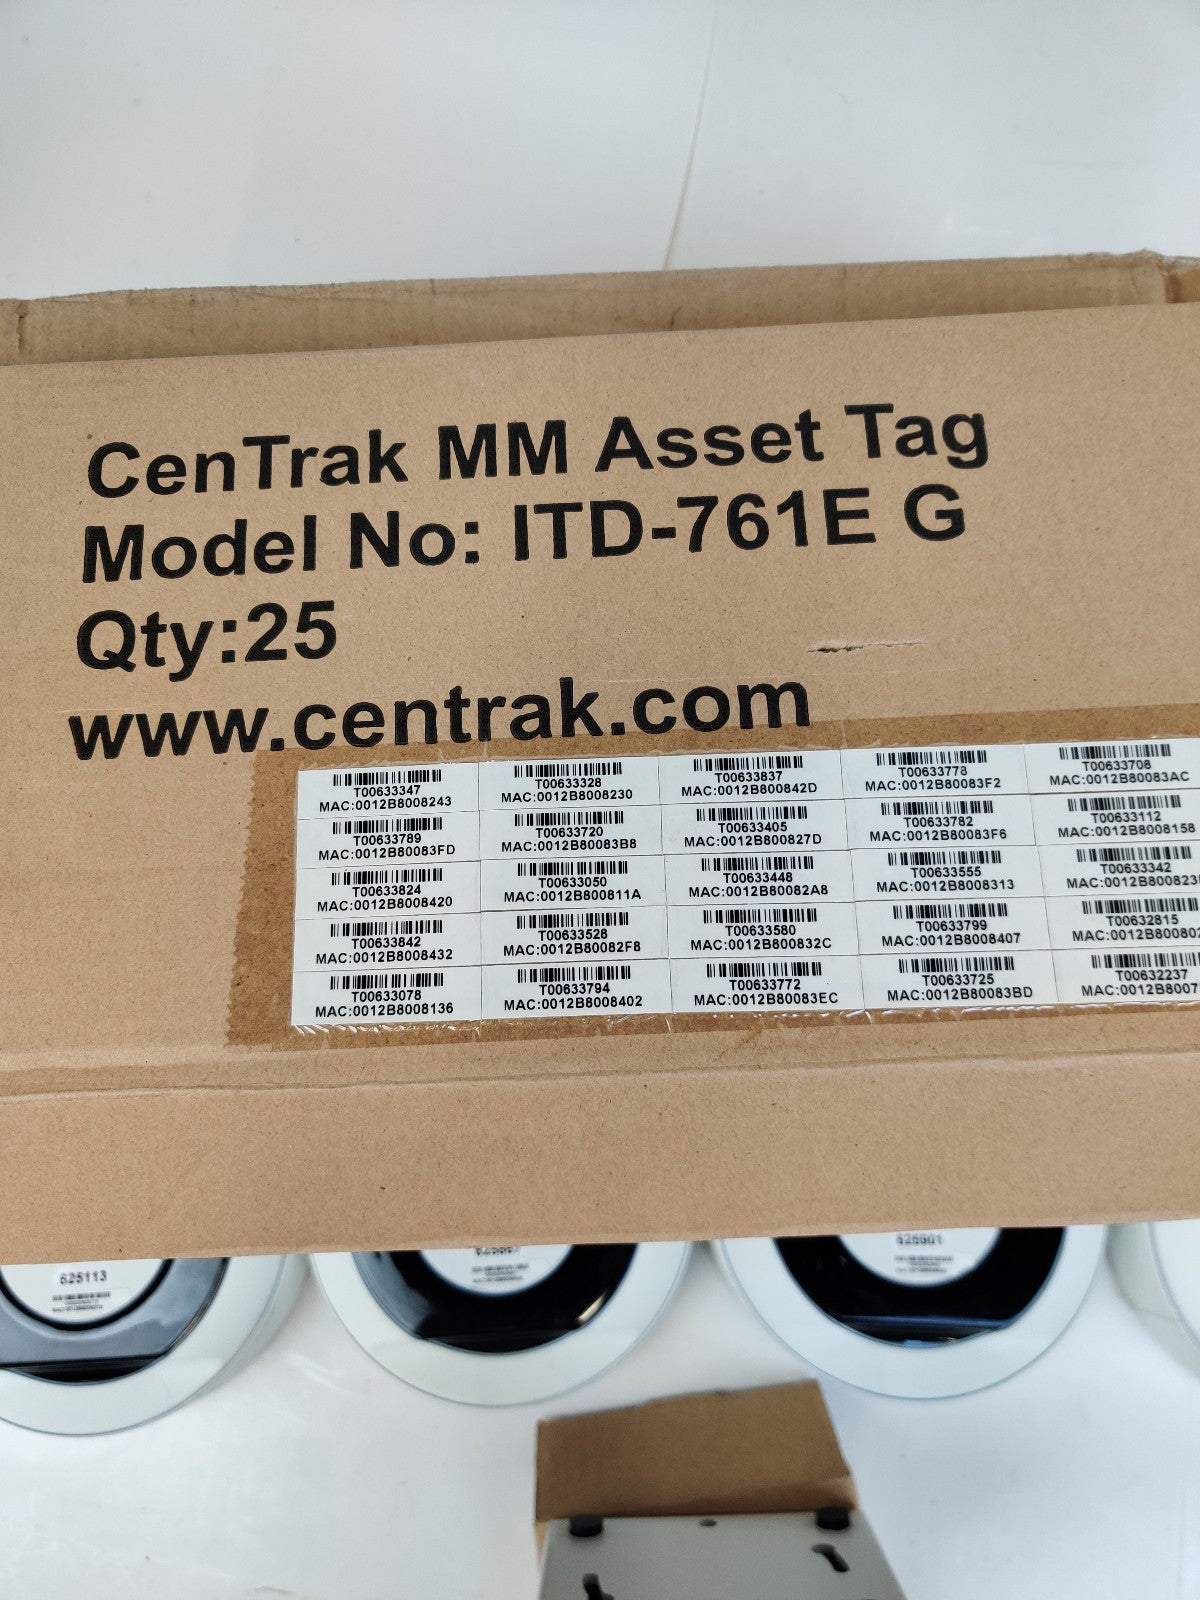 CenTrak MM Asset Tag
Model No: ITD-761E G
Qty:25
www.centrak.com
T00633347
MAC:0012B8008243
T00633328
MAC:0012B8008230
T00633837
MAC:0012B800842D
T00633778
MAC:0012B80083F2
T00633708
MAC:0012B80083AC
T00633789
MAC:0012B80083FD
T00633720
MAC:0012B80083B8
T00633405
MAC:0012B800827D
T00633782
MAC:0012B80083F6
T00633112
MAC:0012B8008158
T00633824
MAC:0012B8008420
T00633050
MAC:0012B800811A
T00633448
MAC:0012B80082A8
T00633555
MAC:0012B8008313
T00633342
T00633842
MAC:0012B8008432
T00633528
MAC:0012B80082F8
T00633580
MAC:0012B800832C
T00633799
MAC:0012B8008407
T00632815
T00633078
MAC:0012B8008136
T00633794
MAC:0012B8008402
T00633772
MAC:0012B80083EC
T00633725
MAC:0012B80083BD
T00632237
625113